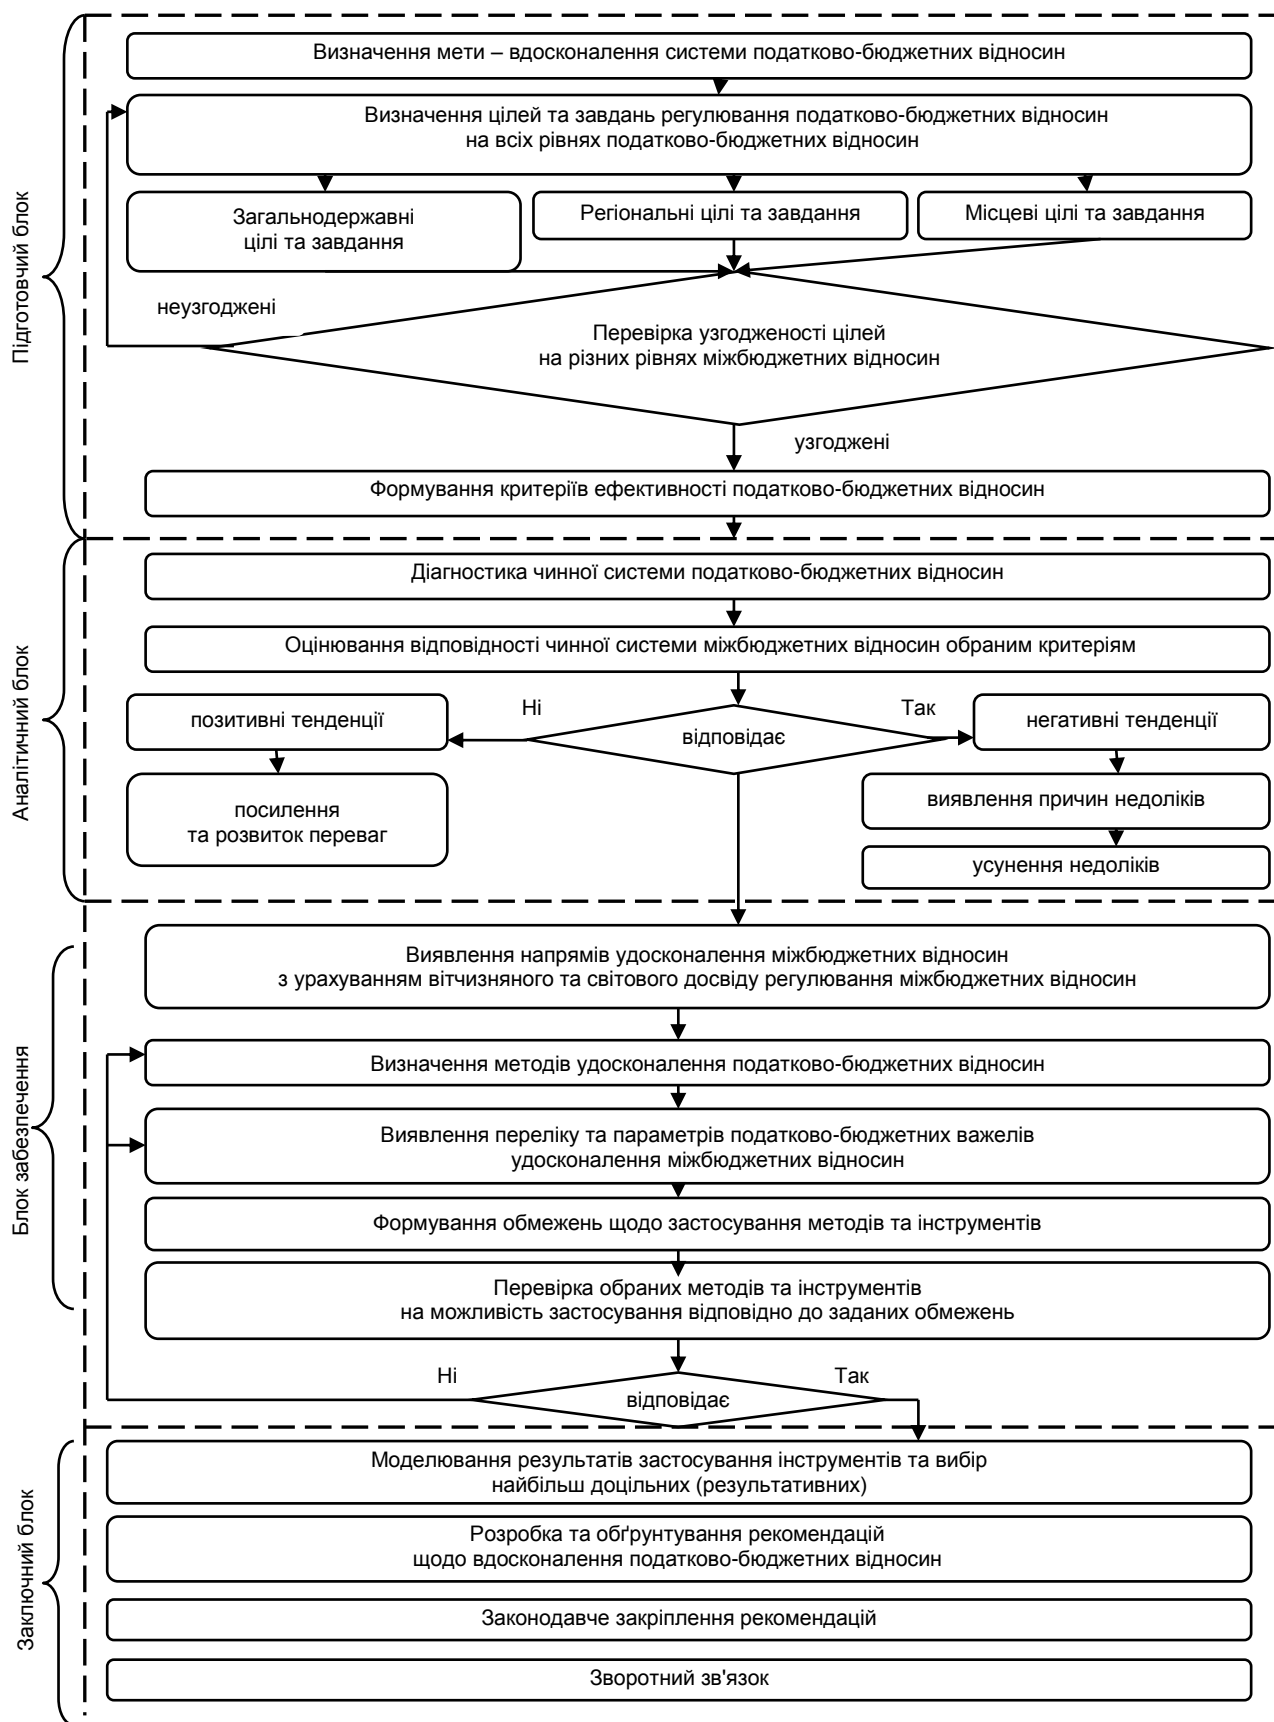 Підготовчий блок
Визначення мети – вдосконалення системи податково-бюджетних відносин
Визначення цілей та завдань регулювання податково-бюджетних відносин
на всіх рівнях податково-бюджетних відносин
Загальнодержавні
цілі та завдання
Регіональні цілі та завдання
Місцеві цілі та завдання
неузгоджені
Перевірка узгодженості цілей
на різних рівнях міжбюджетних відносин
узгоджені
Формування критеріїв ефективності податково-бюджетних відносин
Аналітичний блок
Діагностика чинної системи податково-бюджетних відносин
Оцінювання відповідності чинної системи міжбюджетних відносин обраним критеріям
позитивні тенденції
Ні
відповідає
Так
негативні тенденції
посилення
та розвиток переваг
виявлення причин недоліків
усунення недоліків
Блок забезпечення
Виявлення напрямів удосконалення міжбюджетних відносин
з урахуванням вітчизняного та світового досвіду регулювання міжбюджетних відносин
Визначення методів удосконалення податково-бюджетних відносин
Виявлення переліку та параметрів податково-бюджетних важелів
удосконалення міжбюджетних відносин
Формування обмежень щодо застосування методів та інструментів
Перевірка обраних методів та інструментів
на можливість застосування відповідно до заданих обмежень
Ні
відповідає
Так
Заключний блок
Моделювання результатів застосування інструментів та вибір
найбільш доцільних (результативних)
Розробка та обґрунтування рекомендацій
щодо вдосконалення податково-бюджетних відносин
Законодавче закріплення рекомендацій
Зворотний зв'язок